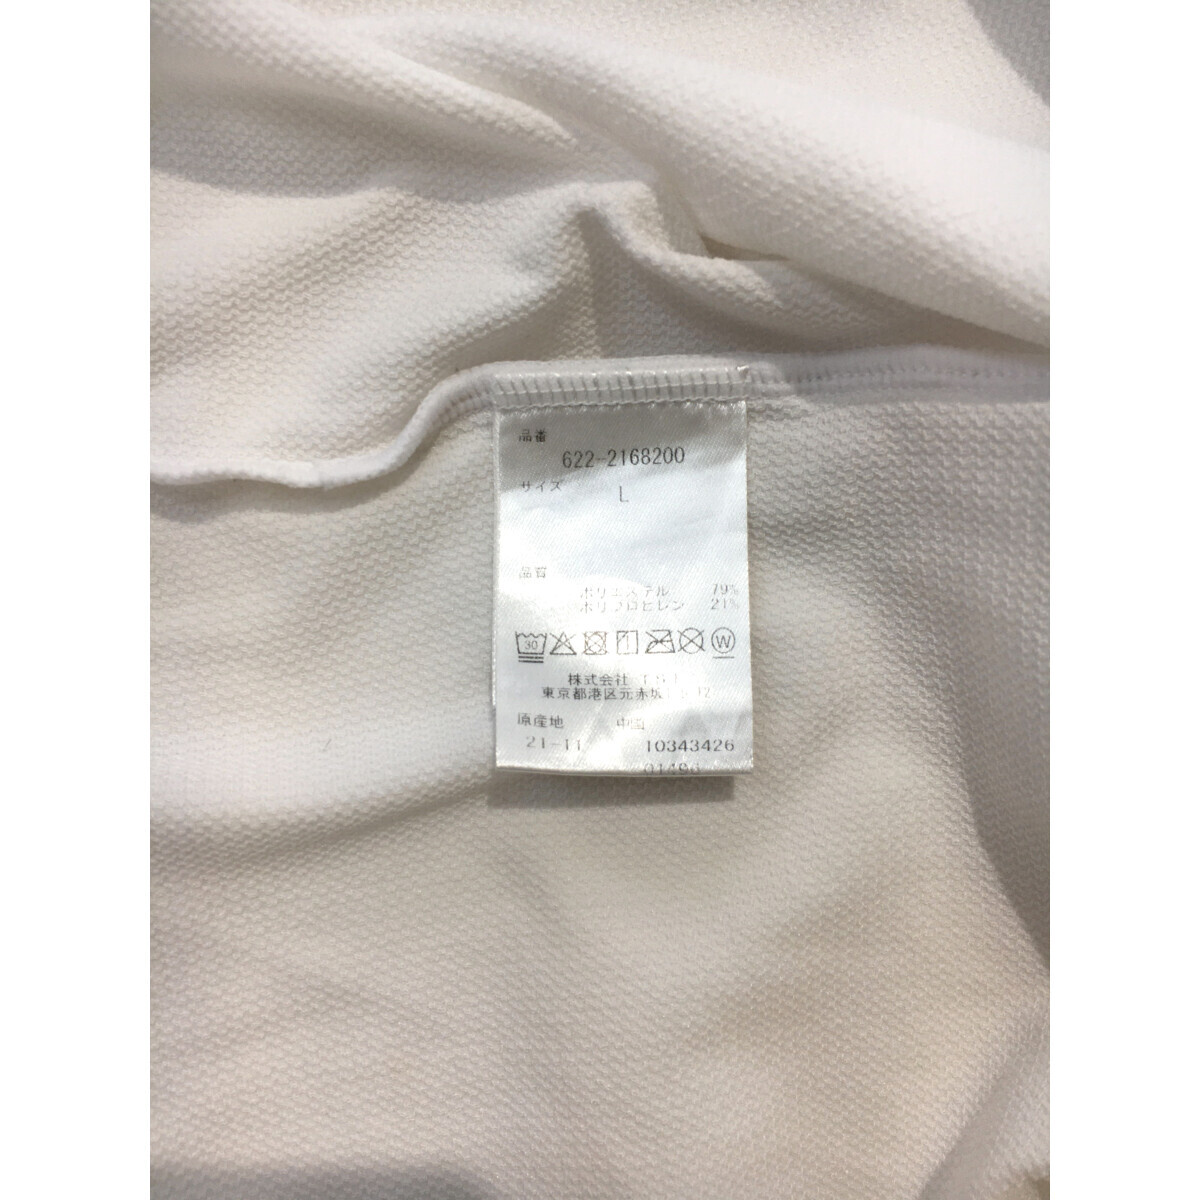 品番
622-2168200
サイズ
L
品質
ポリエステル 79%
ポリプロピレン 21%
30 W
株式会社
東京都港区元赤坂
原産地 中国
21-11 10343426